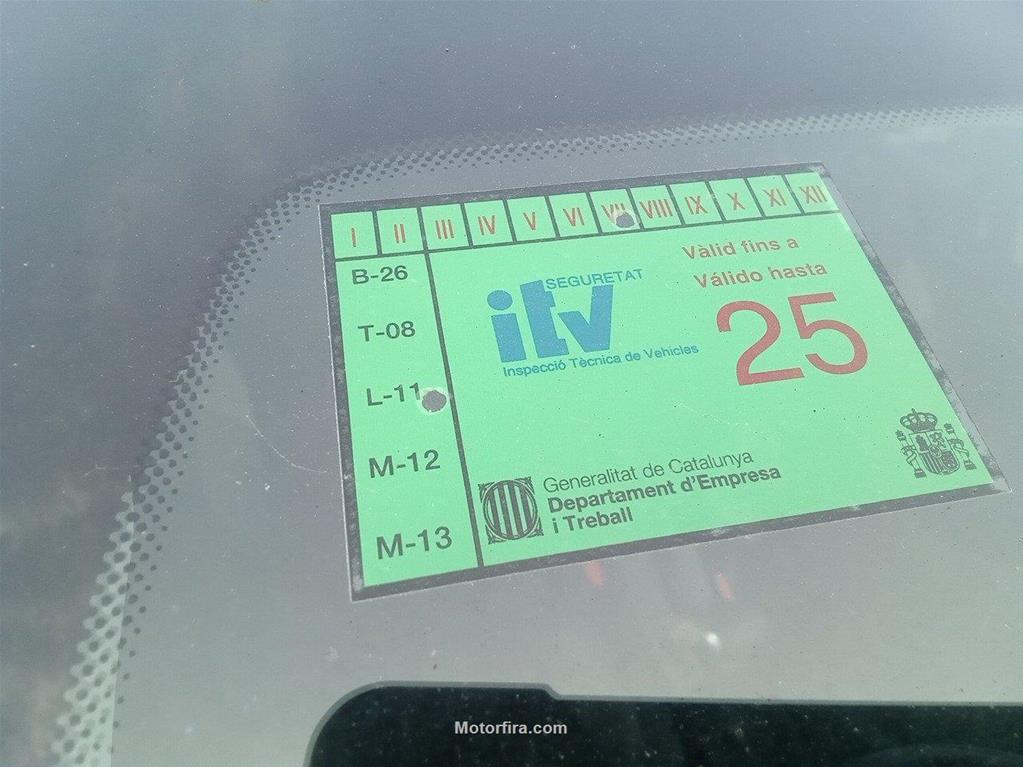 I II III IV V VI VII VIII IX X XI XII
B-26
T-08
L-11
M-12
M-13
SEGURETAT
itv
Inspecció Tècnica de Vehicles
Vàlid fins a
Válido hasta
25
Generalitat de Catalunya
Departament d'Empresa
i Treball
Motorfira.com